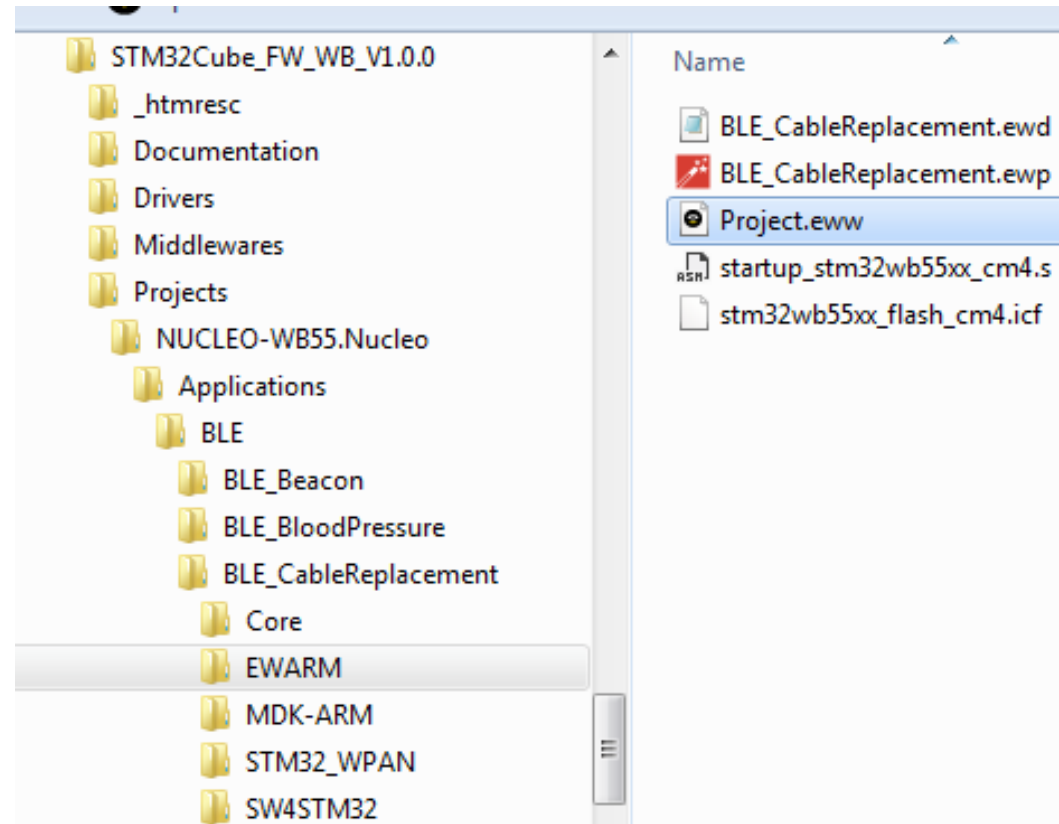 STM32Cube_FW_WB_V1.0.0
_htmresc
Documentation
Drivers
Middlewares
Projects
NUCLEO-WB55.Nucleo
Applications
BLE
BLE_Beacon
BLE_BloodPressure
BLE_CableReplacement
Core
EWARM
MDK-ARM
STM32_WPAN
SW4STM32
Name
BLE_CableReplacement.ewd
BLE_CableReplacement.ewp
Project.eww
ASM
startup_stm32wb55xx_cm4.s
stm32wb55xx_flash_cm4.icf